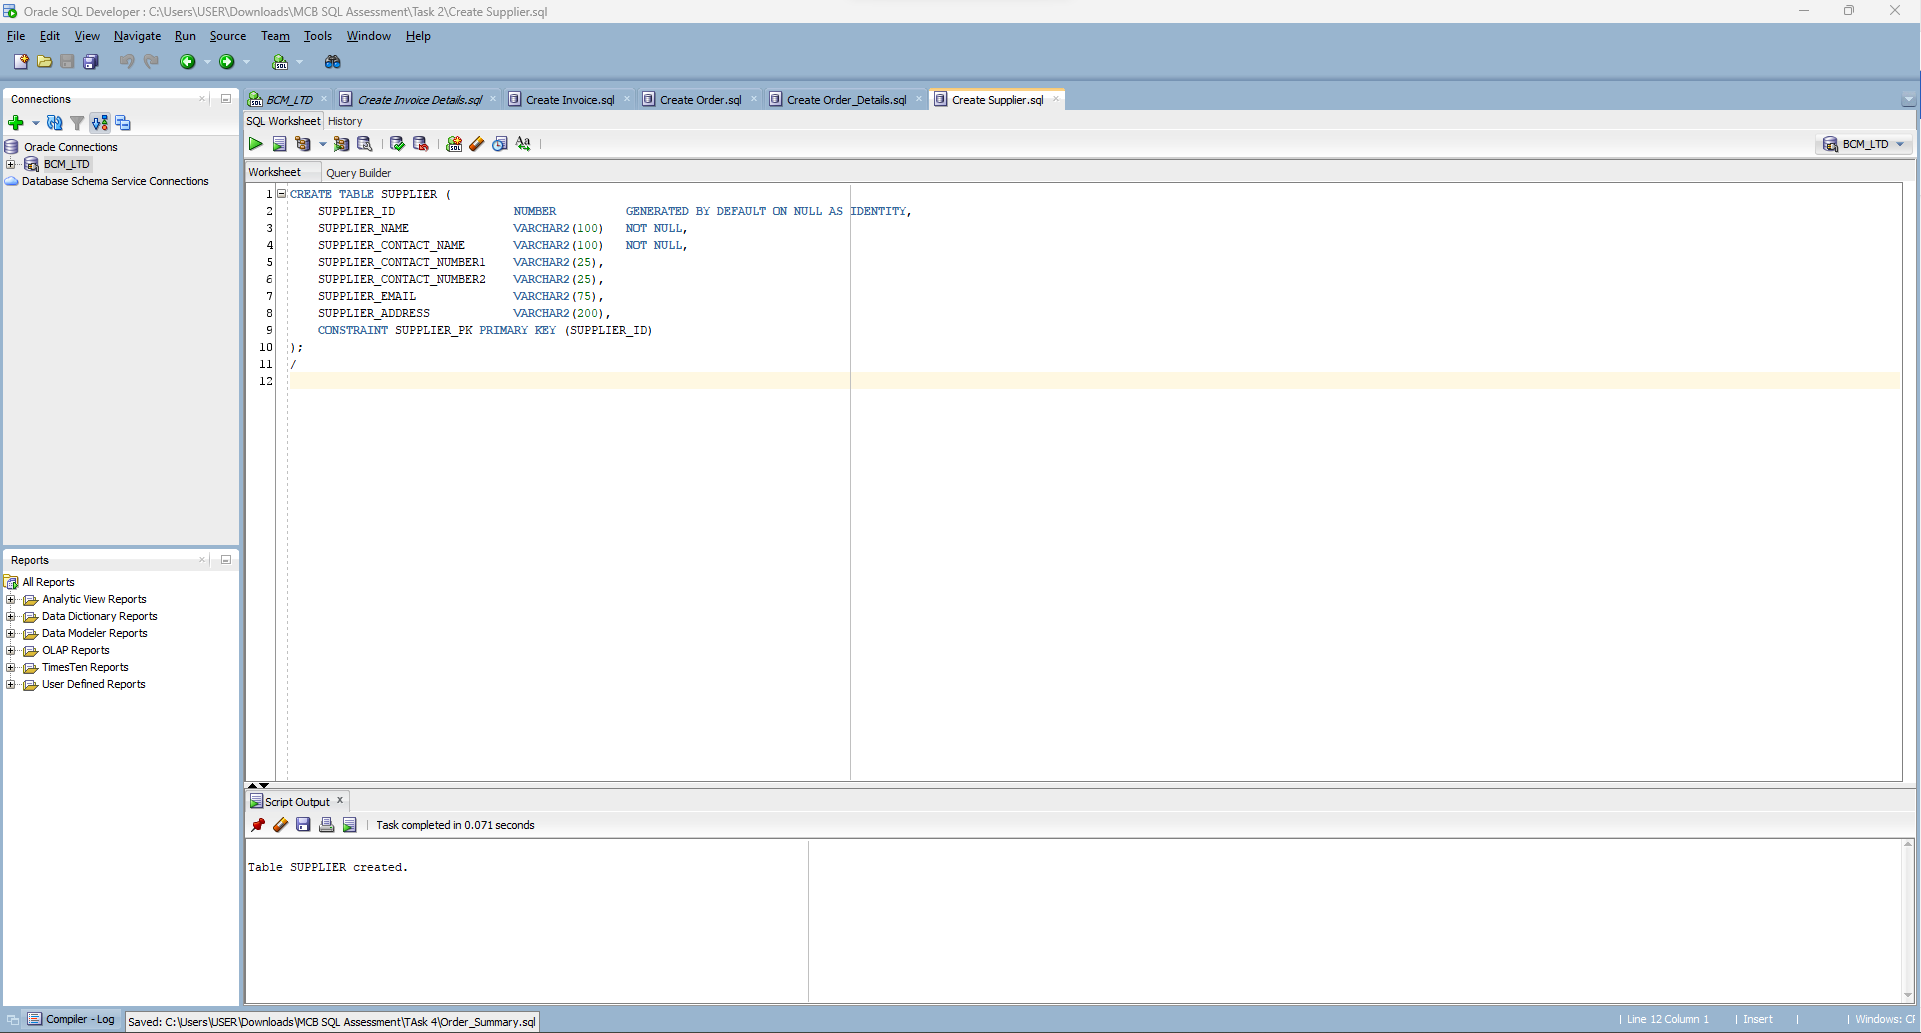 Oracle SQL Developer : C:\Users\USER\Downloads\MCB SQL Assessment\Task 2\Create Supplier.sql
File Edit View Navigate Run Source Team Tools Window Help
Connections
Oracle Connections
BCM_LTD
Database Schema Service Connections
Reports
All Reports
Analytic View Reports
Data Dictionary Reports
Data Modeler Reports
OLAP Reports
TimesTen Reports
User Defined Reports
BCM_LTD Create Invoice Details.sql Create Invoice.sql Create Order.sql Create Order_Details.sql Create Supplier.sql
SQL Worksheet History
BCM_LTD
Worksheet Query Builder
1 CREATE TABLE SUPPLIER (
2 SUPPLIER_ID NUMBER GENERATED BY DEFAULT ON NULL AS IDENTITY,
3 SUPPLIER_NAME VARCHAR2(100) NOT NULL,
4 SUPPLIER_CONTACT_NAME VARCHAR2(100) NOT NULL,
5 SUPPLIER_CONTACT_NUMBER1 VARCHAR2(25),
6 SUPPLIER_CONTACT_NUMBER2 VARCHAR2(25),
7 SUPPLIER_EMAIL VARCHAR2(75),
8 SUPPLIER_ADDRESS VARCHAR2(200),
9 CONSTRAINT SUPPLIER_PK PRIMARY KEY (SUPPLIER_ID)
10 );
11 /
12
Script Output x
Task completed in 0.071 seconds
Table SUPPLIER created.
Compiler - Log Saved: C:\Users\USER\Downloads\MCB SQL Assessment\TAsk 4\Order_Summary.sql
Line 12 Column 1 Insert Windows: CF